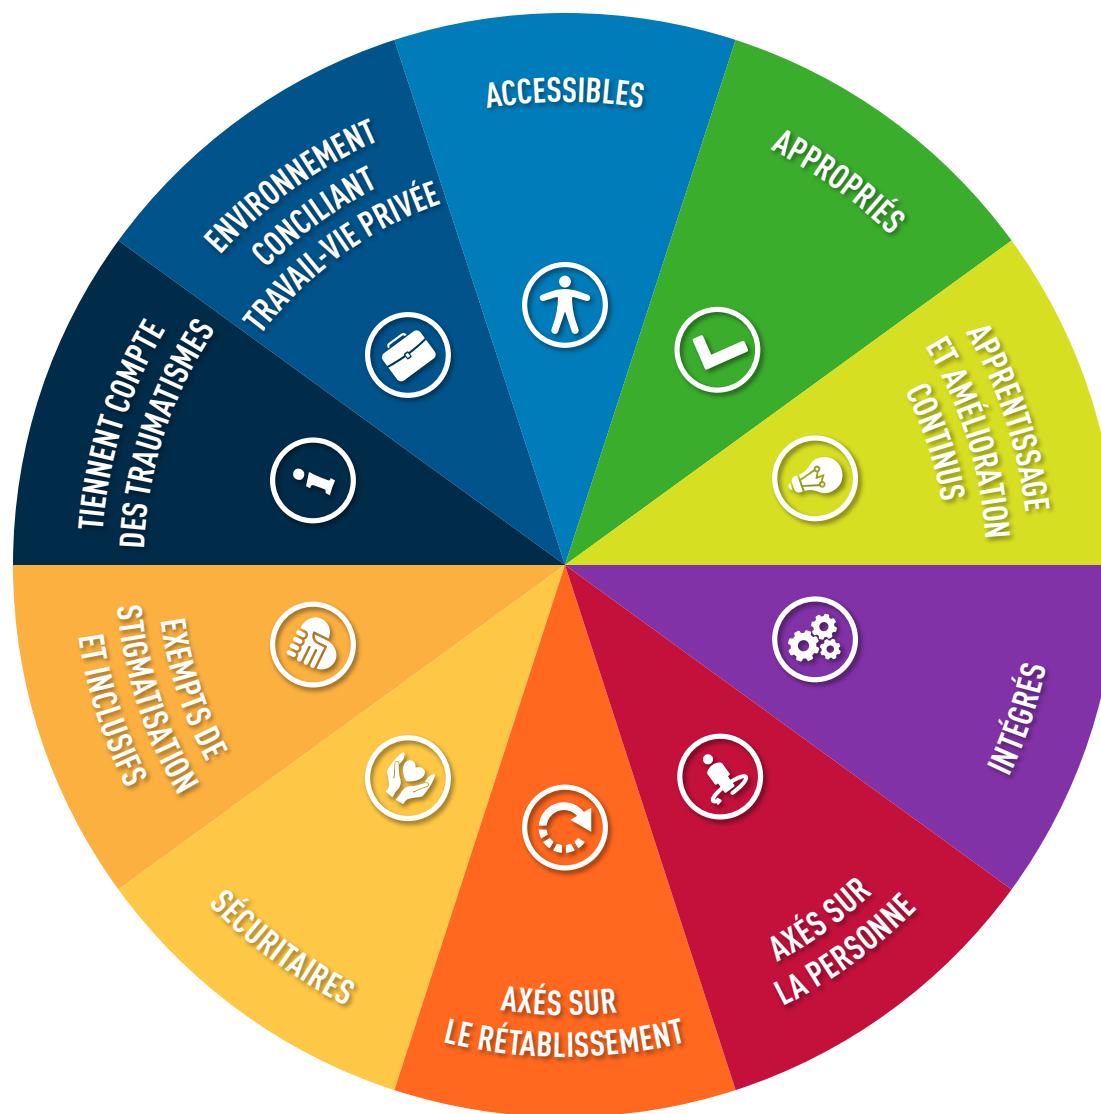 ACCESSIBLES
APPROPRIÉS
APPRENTISSAGE
ET AMÉLIORATION
CONTINUS
INTÉGRÉS
AXÉS SUR
LA PERSONNE
AXÉS SUR
LE RÉTABLISSEMENT
SÉCURITAIRES
EXEMPTS DE
STIGMATISATION
ET INCLUSIFS
TIENNENT COMPTE
DES TRAUMATISMES
ENVIRONNEMENT
CONCILIANT
TRAVAIL-VIE PRIVÉE